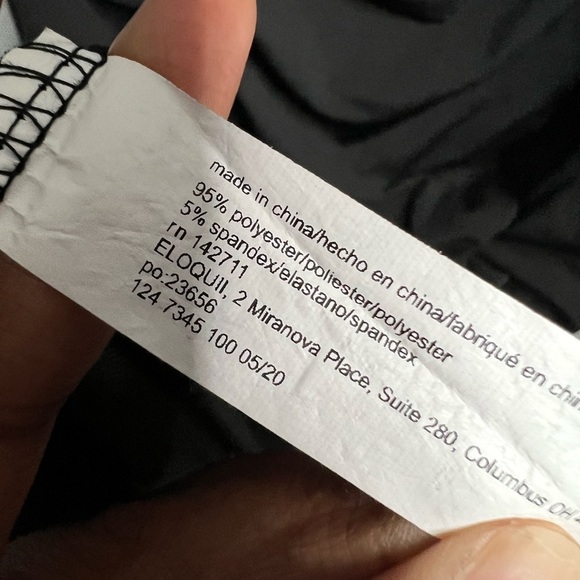 made in china/hecho en china/fabriqué en
95% polyester/poliester/polyester
5% spandex/elastano/spandex
rn 142711
ELOQUII, 2 Miranova Place, Suite 280, Columbus OH
po:23656
124 7345 100 05/20